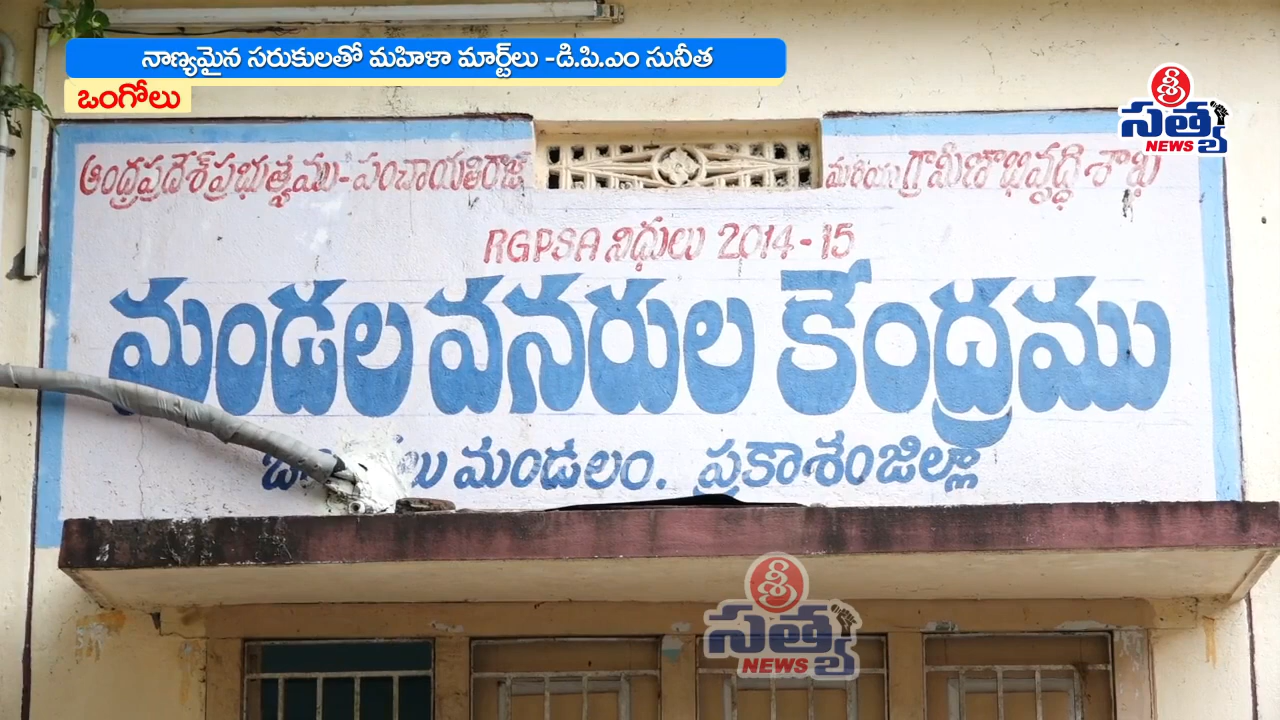 నాణ్యమైన సరుకులతో మహిళా మార్ట్‌లు -డి.పి.ఎం సునీత
ఒంగోలు
శ్రీ
సత్య
NEWS
ఆంధ్రప్రదేశ్ ప్రభుత్వము - పంచాయతిరాజ్ మరియు గ్రామీణాభివృద్ధి శాఖ
RGPSA నిధులు 2014 - 15
మండల వనరుల కేంద్రము
మండలం. ప్రకాశం జిల్లా
శ్రీ
సత్య
NEWS